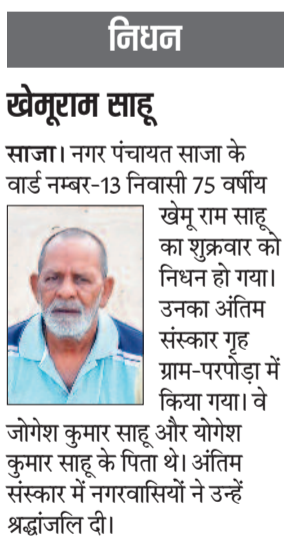 निधन
खेमूराम साहू
साजा। नगर पंचायत साजा के
वार्ड नम्बर-13 निवासी 75 वर्षीय
खेमू राम साहू
का शुक्रवार को
निधन हो गया।
उनका अंतिम
संस्कार गृह
ग्राम-परपोड़ा में
किया गया। वे
जोगेश कुमार साहू और योगेश
कुमार साहू के पिता थे। अंतिम
संस्कार में नगरवासियों ने उन्हें
श्रद्धांजलि दी।